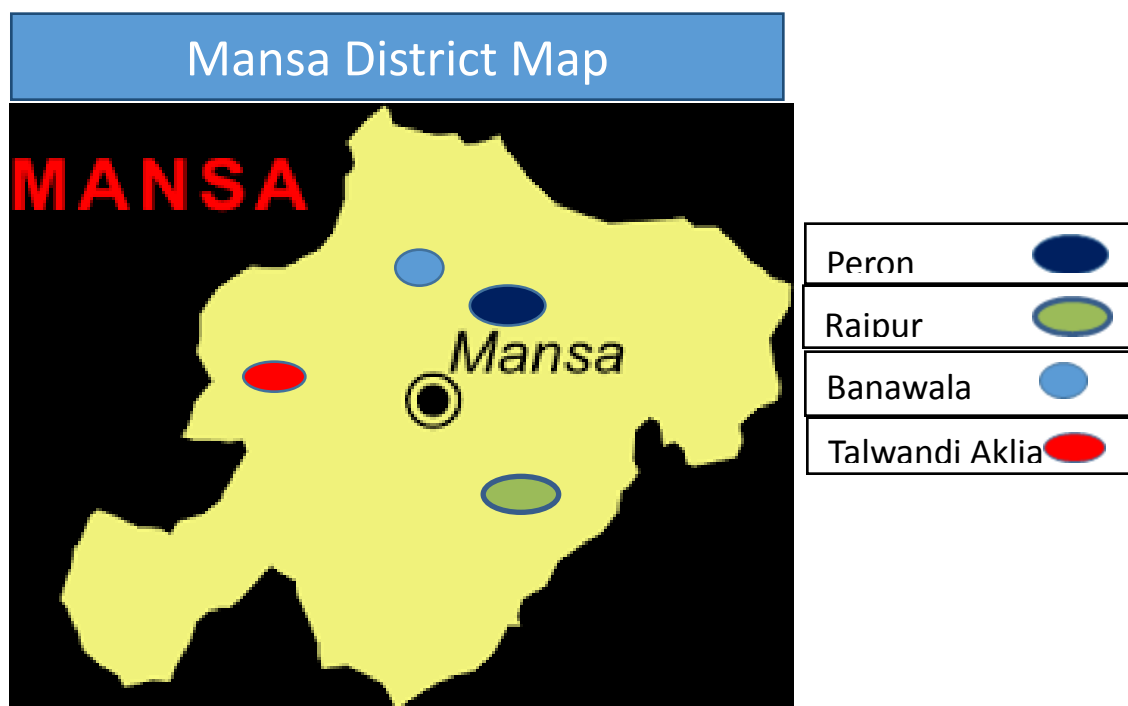 Mansa District Map
MANSA
Mansa
Peron
Raipur
Banawala
Talwandi Aklia